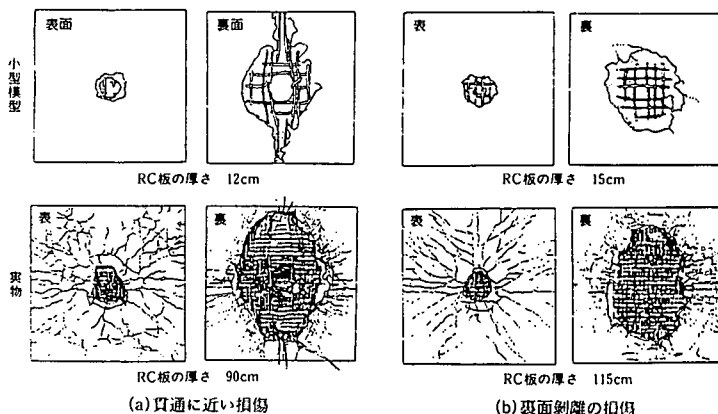 小型模型
表面
裏面
表
裏
RC板の厚さ 12cm
RC板の厚さ 15cm
実物
表
裏
表
裏
RC板の厚さ 90cm
RC板の厚さ 115cm
(a)貫通に近い損傷
(b)裏面剝離の損傷